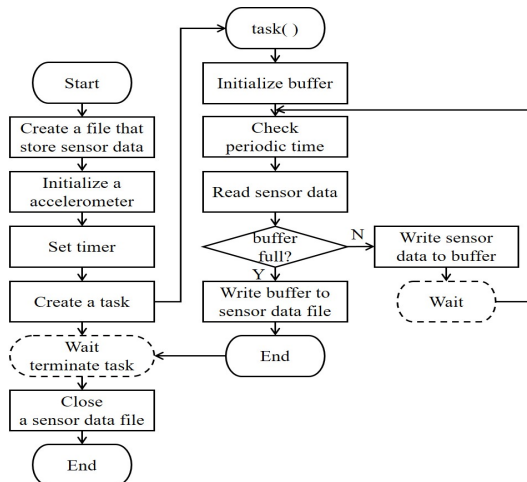 Start
Create a file that
store sensor data
Initialize a
accelerometer
Set timer
Create a task
Wait
terminate task
Close
a sensor data file
End
task( )
Initialize buffer
Check
periodic time
Read sensor data
buffer
full?
N
Y
Write buffer to
sensor data file
End
Write sensor
data to buffer
Wait